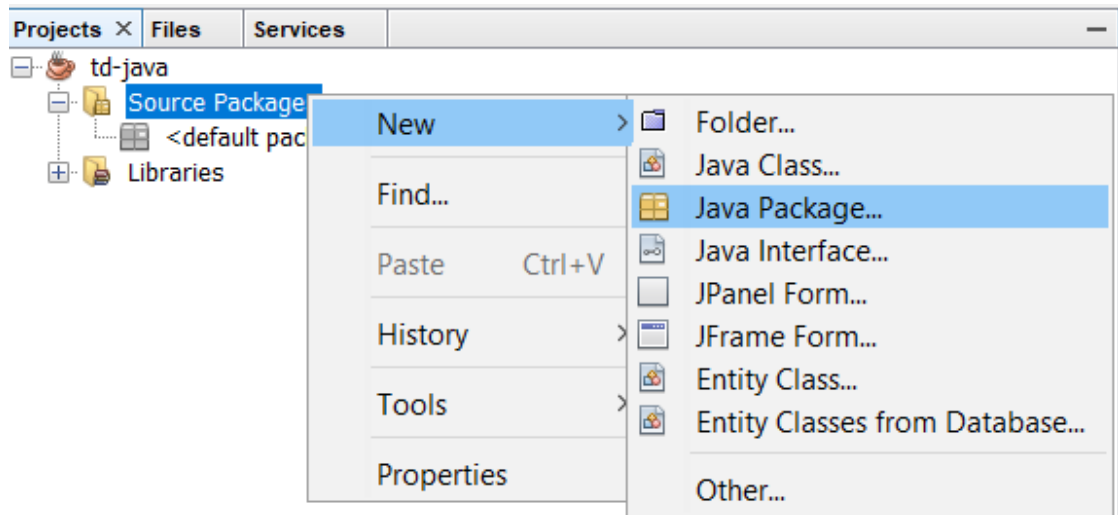 Projects × Files Services
td-java
Source Package
<default pac
Libraries
New
Find...
Paste Ctrl+V
History
Tools
Properties
Folder...
Java Class...
Java Package...
Java Interface...
JPanel Form...
JFrame Form...
Entity Class...
Entity Classes from Database...
Other...